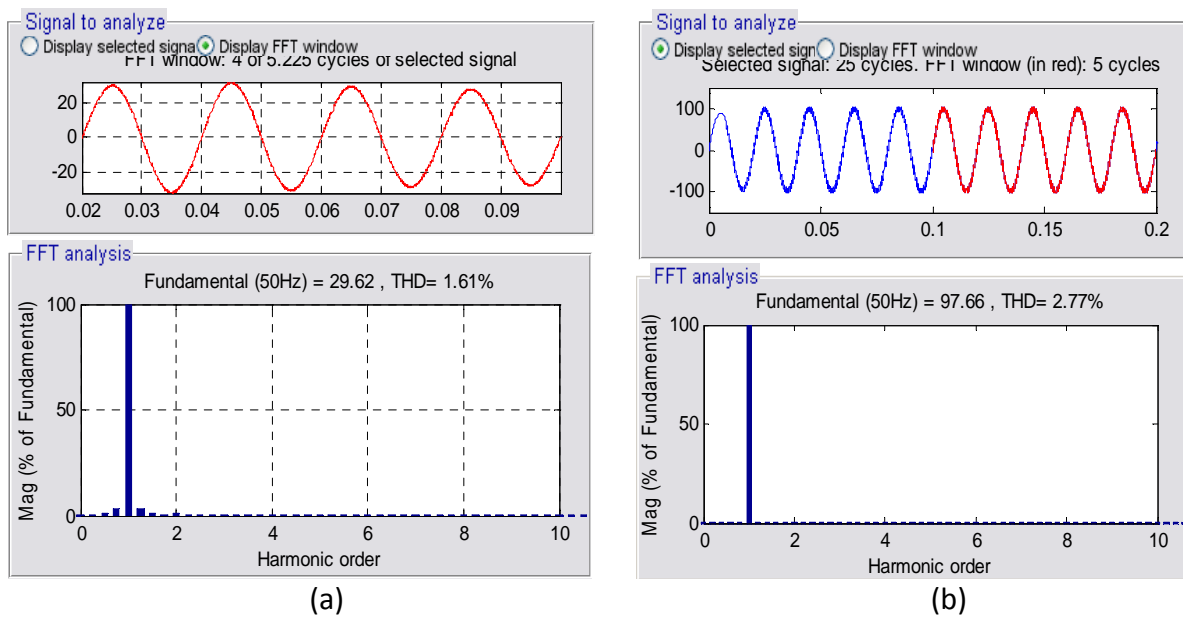 Signal to analyze
Display selected signa Display FFT window
FFT window: 4 of 5.225 cycles of selected signal
20
0
-20
0.02 0.03 0.04 0.05 0.06 0.07 0.08 0.09
FFT analysis
Fundamental (50Hz) = 29.62 , THD= 1.61%
Mag (% of Fundamental)
100
50
0
0 2 4 6 8 10
Harmonic order
(a)
Signal to analyze
Display selected sign Display FFT window
Selected signal: 25 cycles. FFT window (in red): 5 cycles
100
0
-100
0 0.05 0.1 0.15 0.2
FFT analysis
Fundamental (50Hz) = 97.66 , THD= 2.77%
Mag (% of Fundamental)
100
50
0
0 2 4 6 8 10
Harmonic order
(b)